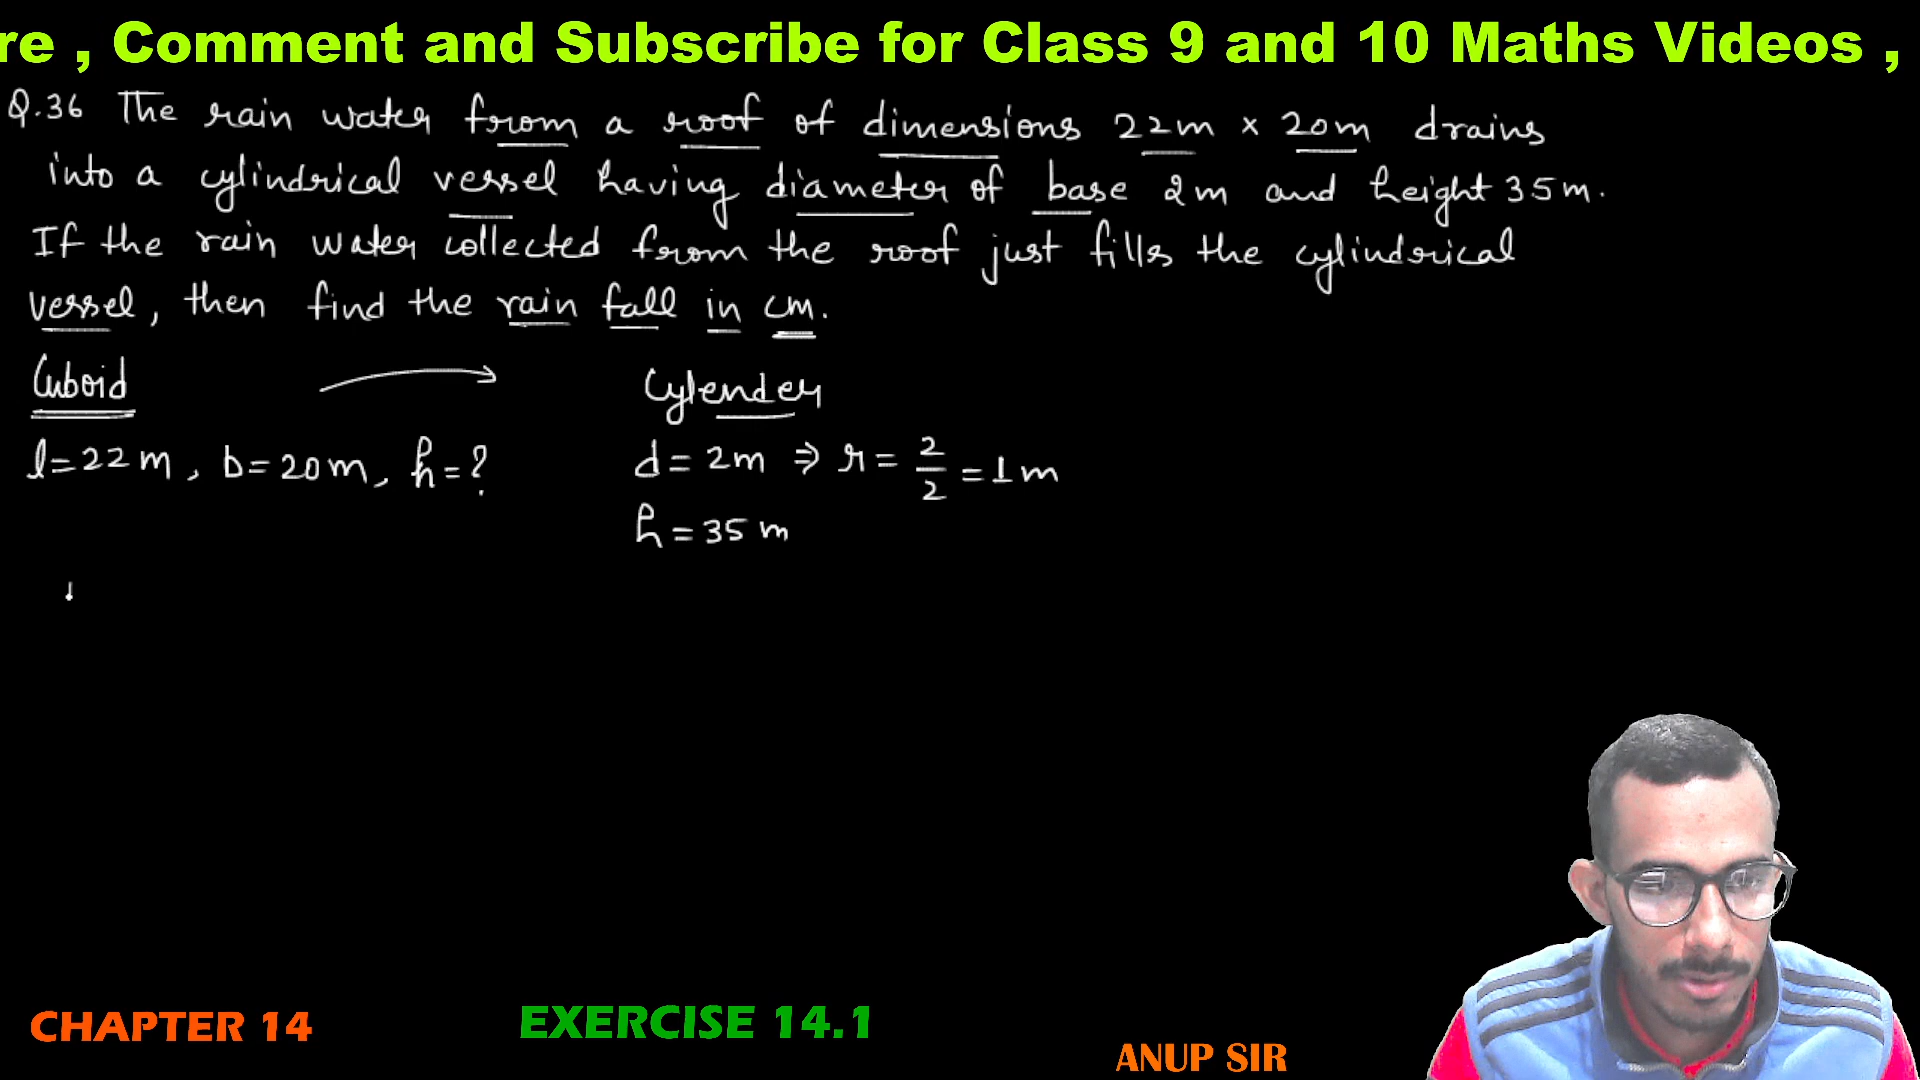 re , Comment and Subscribe for Class 9 and 10 Maths Videos ,
Q.36 The rain water from a roof of dimensions 22m x 20m drains
into a cylindrical vessel having diameter of base 2m and height 35m.
If the rain water collected from the roof just fills the cylindrical
vessel, then find the rain fall in cm.
Cuboid → Cylender
l=22m, b=20m, h=? d=2m ⇒ r=2/2=1m
h=35m
CHAPTER 14 EXERCISE 14.1
ANUP SIR